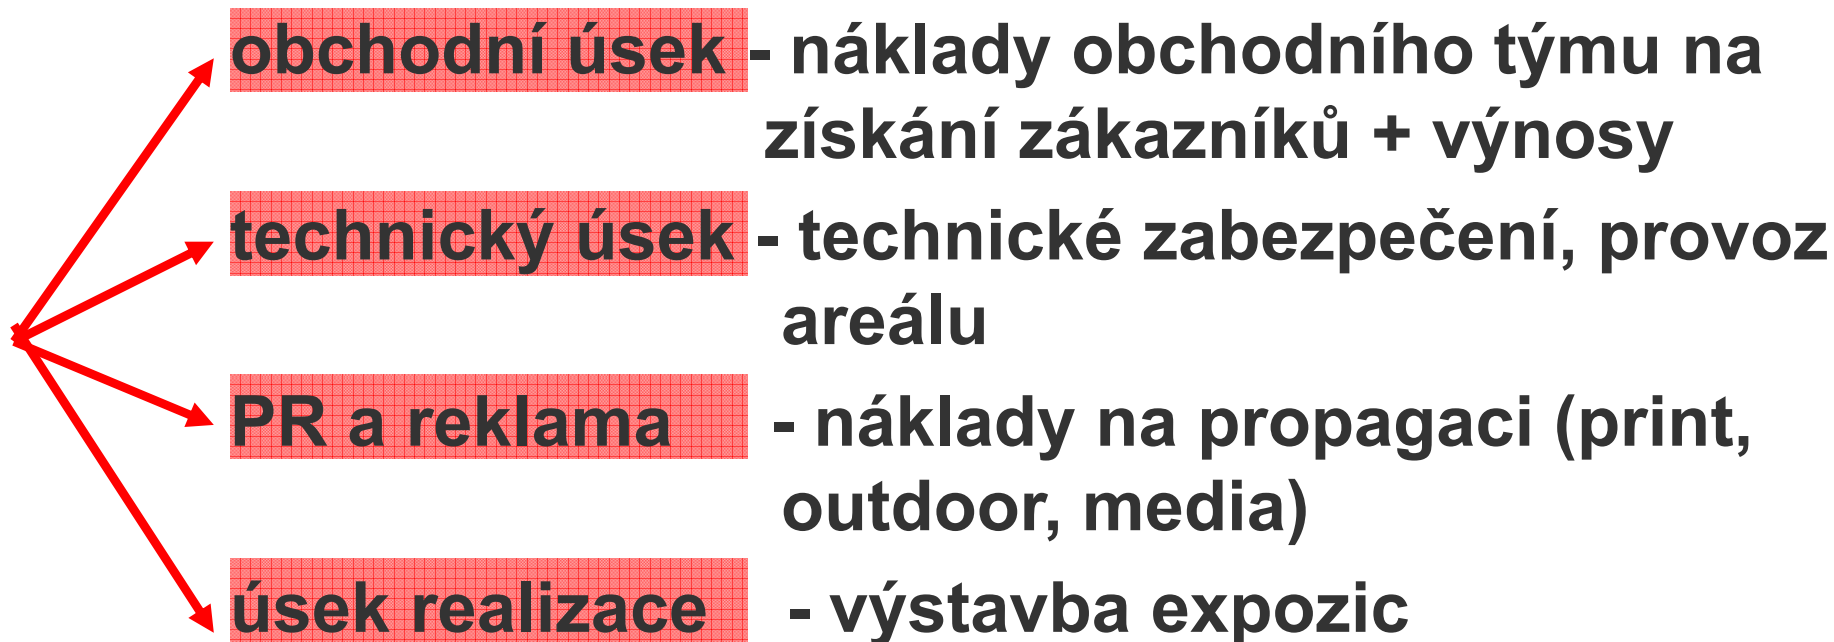 obchodní úsek - náklady obchodního týmu na
získání zákazníků + výnosy
technický úsek - technické zabezpečení, provoz
areálu
PR a reklama - náklady na propagaci (print,
outdoor, media)
úsek realizace - výstavba expozic